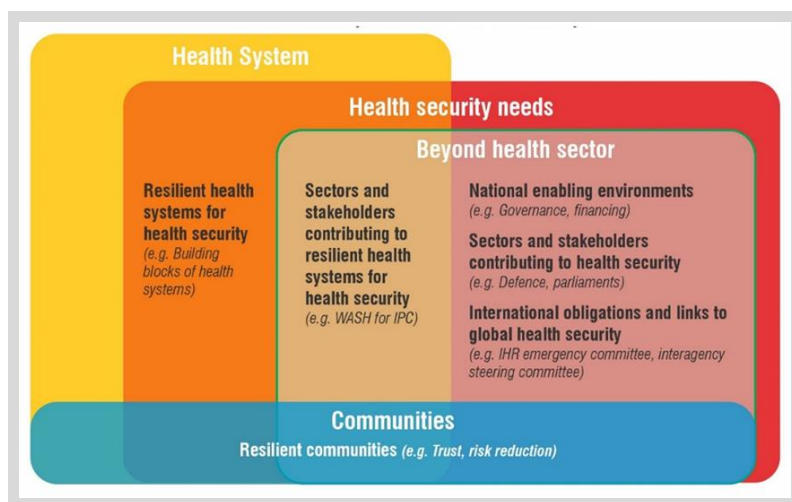 Health System
Health security needs
Beyond health sector
Resilient health
systems for
health security
(e.g. Building
blocks of health
systems)
Sectors and
stakeholders
contributing to
resilient health
systems for
health security
(e.g. WASH for IPC)
National enabling environments
(e.g. Governance, financing)
Sectors and stakeholders
contributing to health security
(e.g. Defence, parliaments)
International obligations and links to
global health security
(e.g. IHR emergency committee, interagency
steering committee)
Communities
Resilient communities (e.g. Trust, risk reduction)